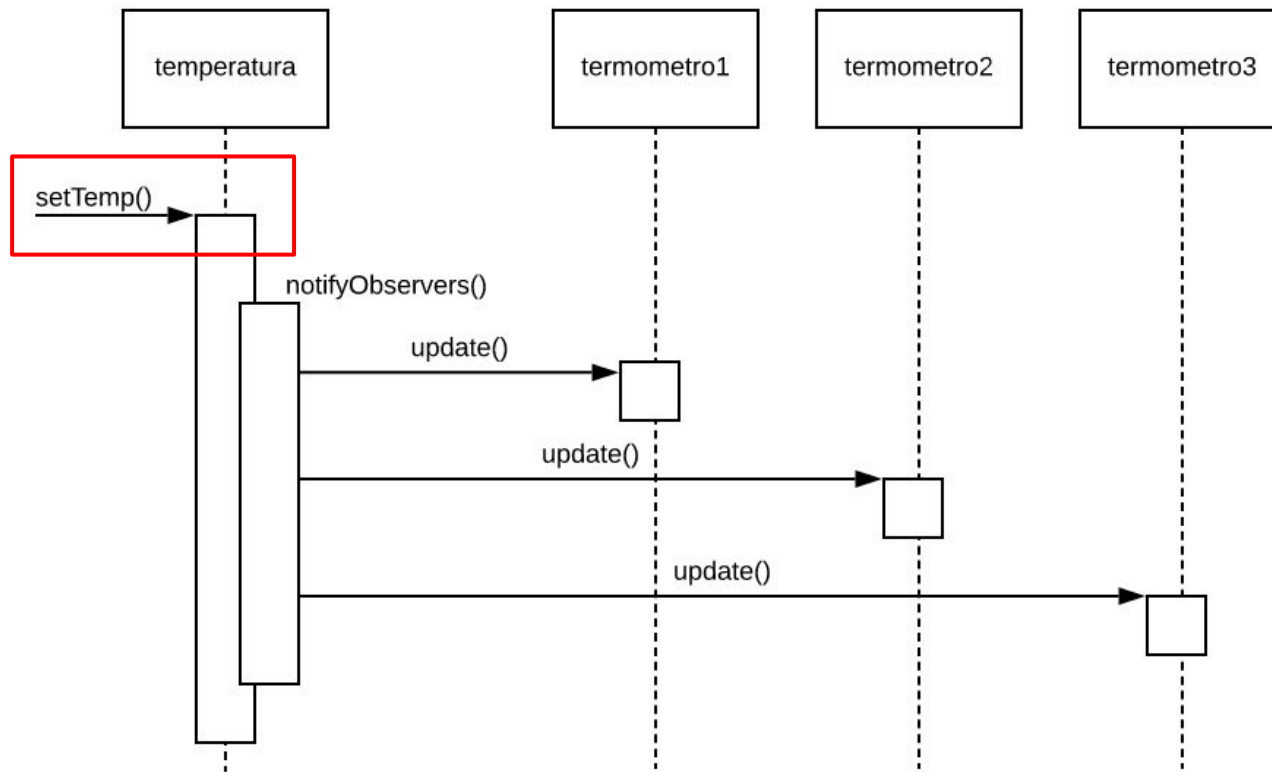 temperatura
termometro1
termometro2
termometro3
setTemp()
notifyObservers()
update()
update()
update()